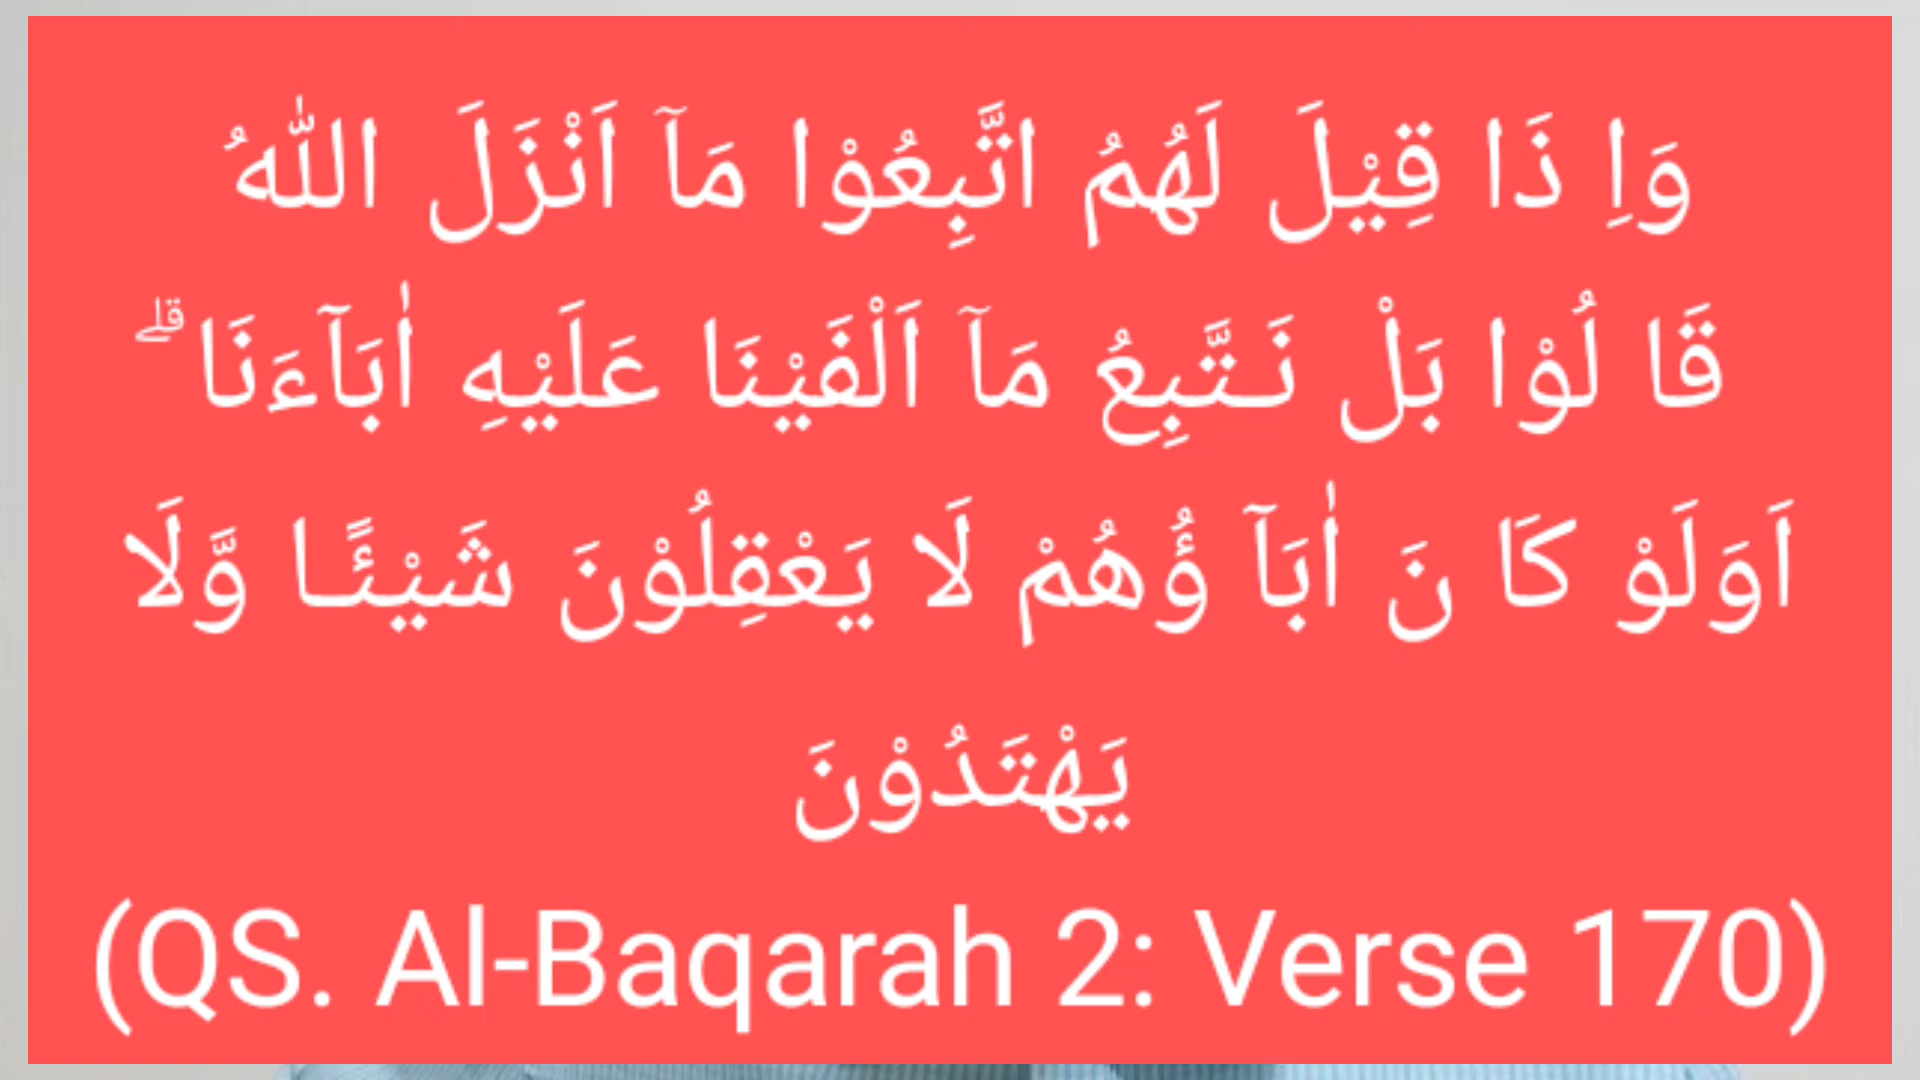 وَاِ ذَا قِيْلَ لَهُمُ اتَّبِعُوْا مَآ اَنْزَلَ اللّٰهُ
قَا لُوْا بَلْ نَـتَّبِعُ مَآ اَلْفَيْنَا عَلَيْهِ اٰبَآءَنَا ۗ
اَوَلَوْ كَا نَ اٰبَآ ؤُهُمْ لَا يَعْقِلُوْنَ شَيْئًـا وَّلَا
يَهْتَدُوْنَ
(QS. Al-Baqarah 2: Verse 170)